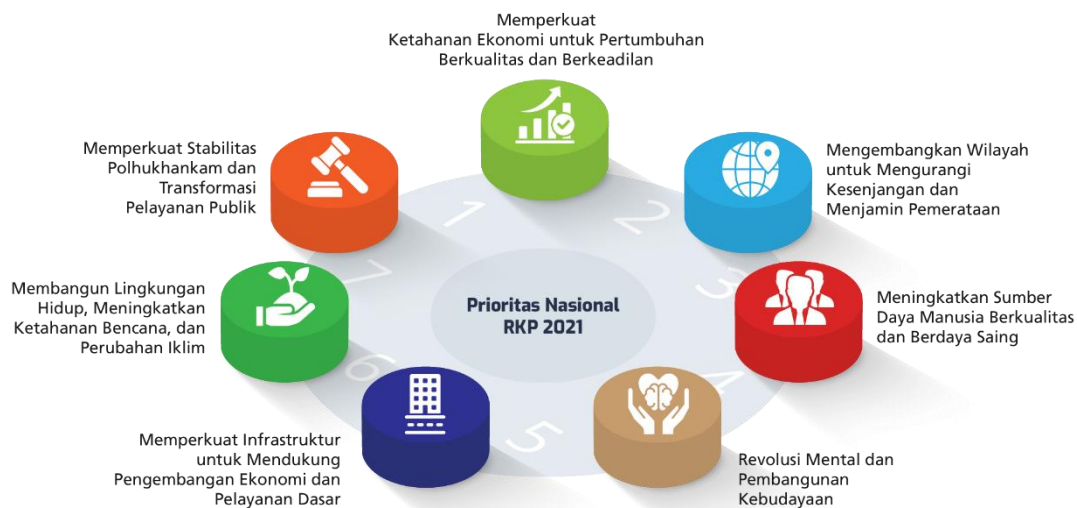 Memperkuat
Ketahanan Ekonomi untuk Pertumbuhan
Berkualitas dan Berkeadilan
1
Mengembangkan Wilayah
untuk Mengurangi
Kesenjangan dan
Menjamin Pemerataan
2
Meningkatkan Sumber
Daya Manusia Berkualitas
dan Berdaya Saing
3
Revolusi Mental dan
Pembangunan
Kebudayaan
4
Memperkuat Infrastruktur
untuk Mendukung
Pengembangan Ekonomi dan
Pelayanan Dasar
5
Membangun Lingkungan
Hidup, Meningkatkan
Ketahanan Bencana, dan
Perubahan Iklim
6
Memperkuat Stabilitas
Polhukhankam dan
Transformasi
Pelayanan Publik
7
Prioritas Nasional
RKP 2021